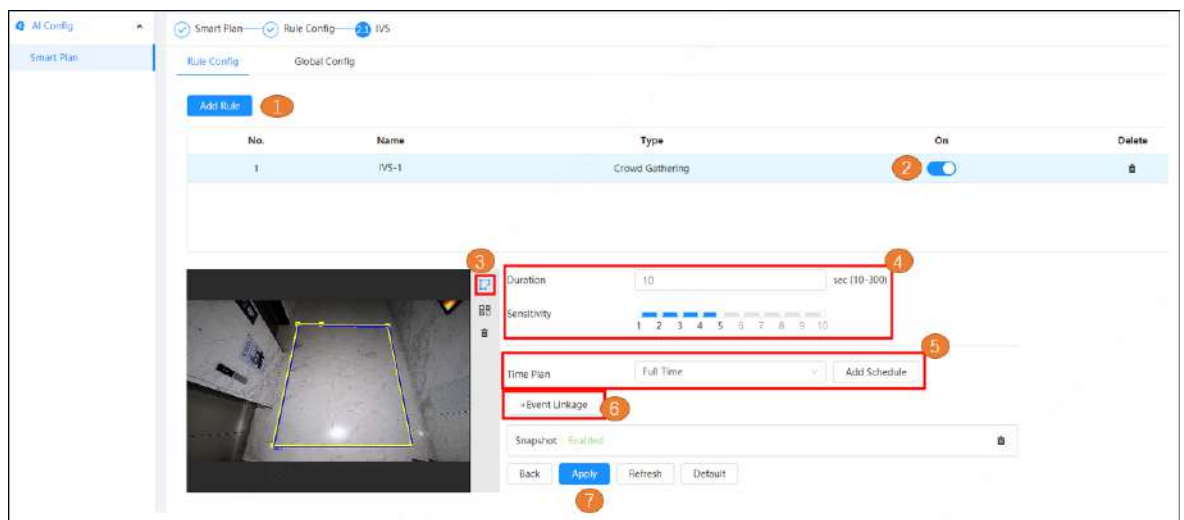 AI Config
Smart Plan
Smart Plan Rule Config 2.1 IVS
Rule Config Global Config
Add Rule 1
No. Name Type On Delete
1 IVS-1 Crowd Gathering 2
3
4
Duration 10 sec (10-300)
Sensitivity
1 2 3 4 5 6 7 8 9 10
5
Time Plan Full Time Add Schedule
+Event Linkage 6
Snapshot Enabled
Back Apply Refresh Default
7